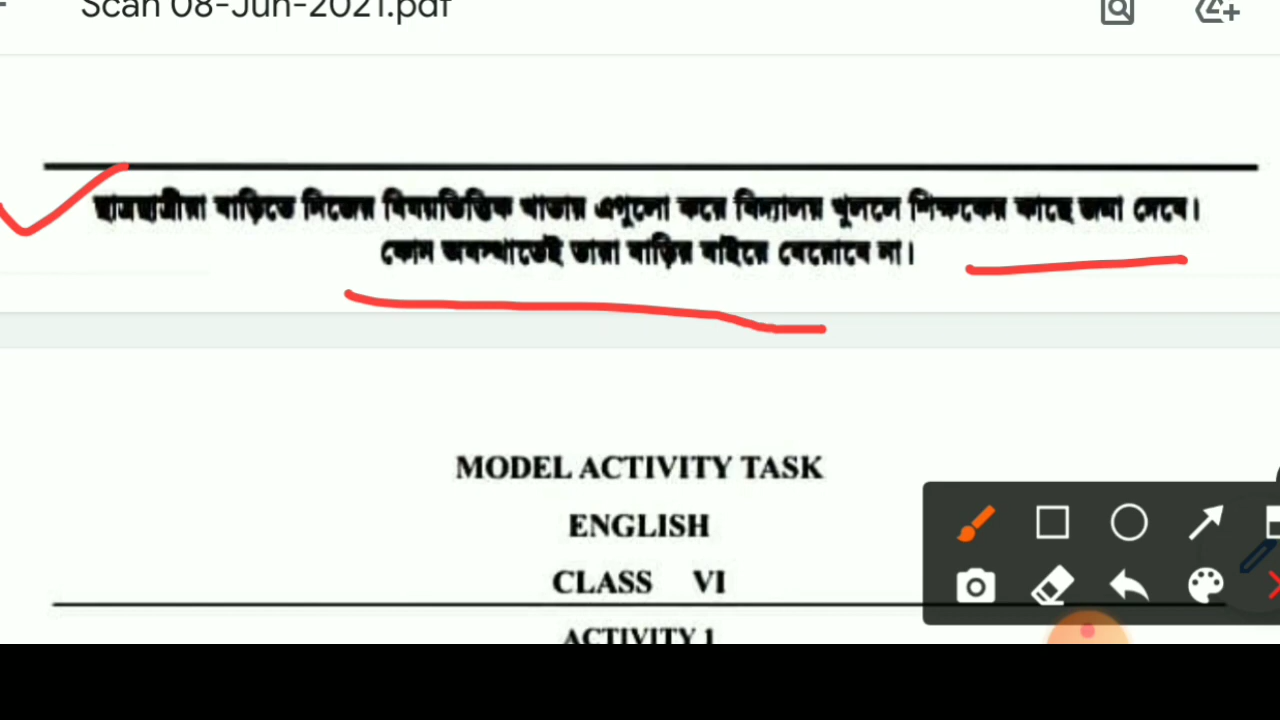 Scan 08-Jun-2021.pdf
ছাত্রছাত্রীরা বাড়িতে নিজের বিষয়ভিত্তিক খাতায় এগুলো করে বিদ্যালয় খুললে শিক্ষকের কাছে জমা দেবে।
কোন অবস্থাতেই তারা বাড়ির বাইরে বেরোবে না।
MODEL ACTIVITY TASK
ENGLISH
CLASS VI
ACTIVITY 1